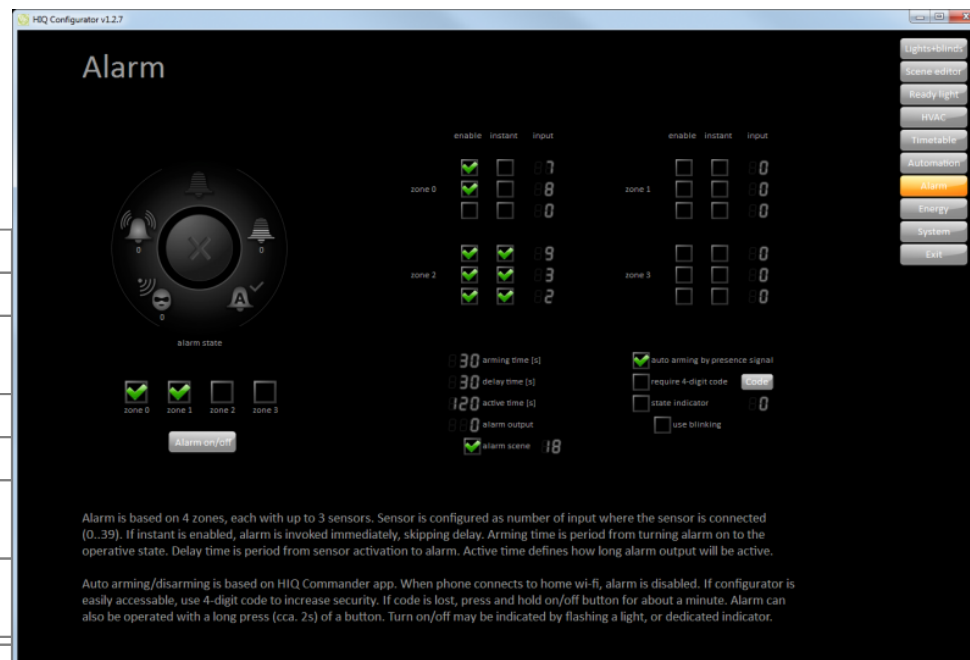 HIQ Configurator v1.2.7
Alarm
Lights+blinds
Scene editor
Ready light
HVAC
Timetable
Automation
Alarm
Energy
System
Exit
enable instant input
zone 0
7
8
0
enable instant input
zone 1
0
0
0
zone 2
9
3
2
zone 3
0
0
0
0
0
A
0
alarm state
zone 0 zone 1 zone 2 zone 3
Alarm on/off
30 arming time [s]
30 delay time [s]
120 active time [s]
0 alarm output
alarm scene 18
auto arming by presence signal
require 4-digit code Code
state indicator 0
use blinking
Alarm is based on 4 zones, each with up to 3 sensors. Sensor is configured as number of input where the sensor is connected
(0..39). If instant is enabled, alarm is invoked immediately, skipping delay. Arming time is period from turning alarm on to the
operative state. Delay time is period from sensor activation to alarm. Active time defines how long alarm output will be active.
Auto arming/disarming is based on HIQ Commander app. When phone connects to home wi-fi, alarm is disabled. If configurator is
easily accessable, use 4-digit code to increase security. If code is lost, press and hold on/off button for about a minute. Alarm can
also be operated with a long press (cca. 2s) of a button. Turn on/off may be indicated by flashing a light, or dedicated indicator.